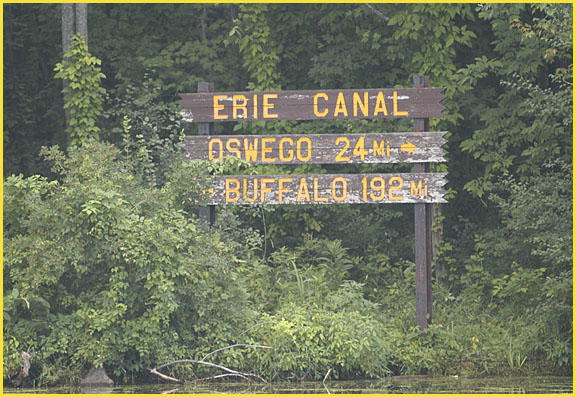 ERIE CANAL
OSWEGO 24 MI →
← BUFFALO 192 MI